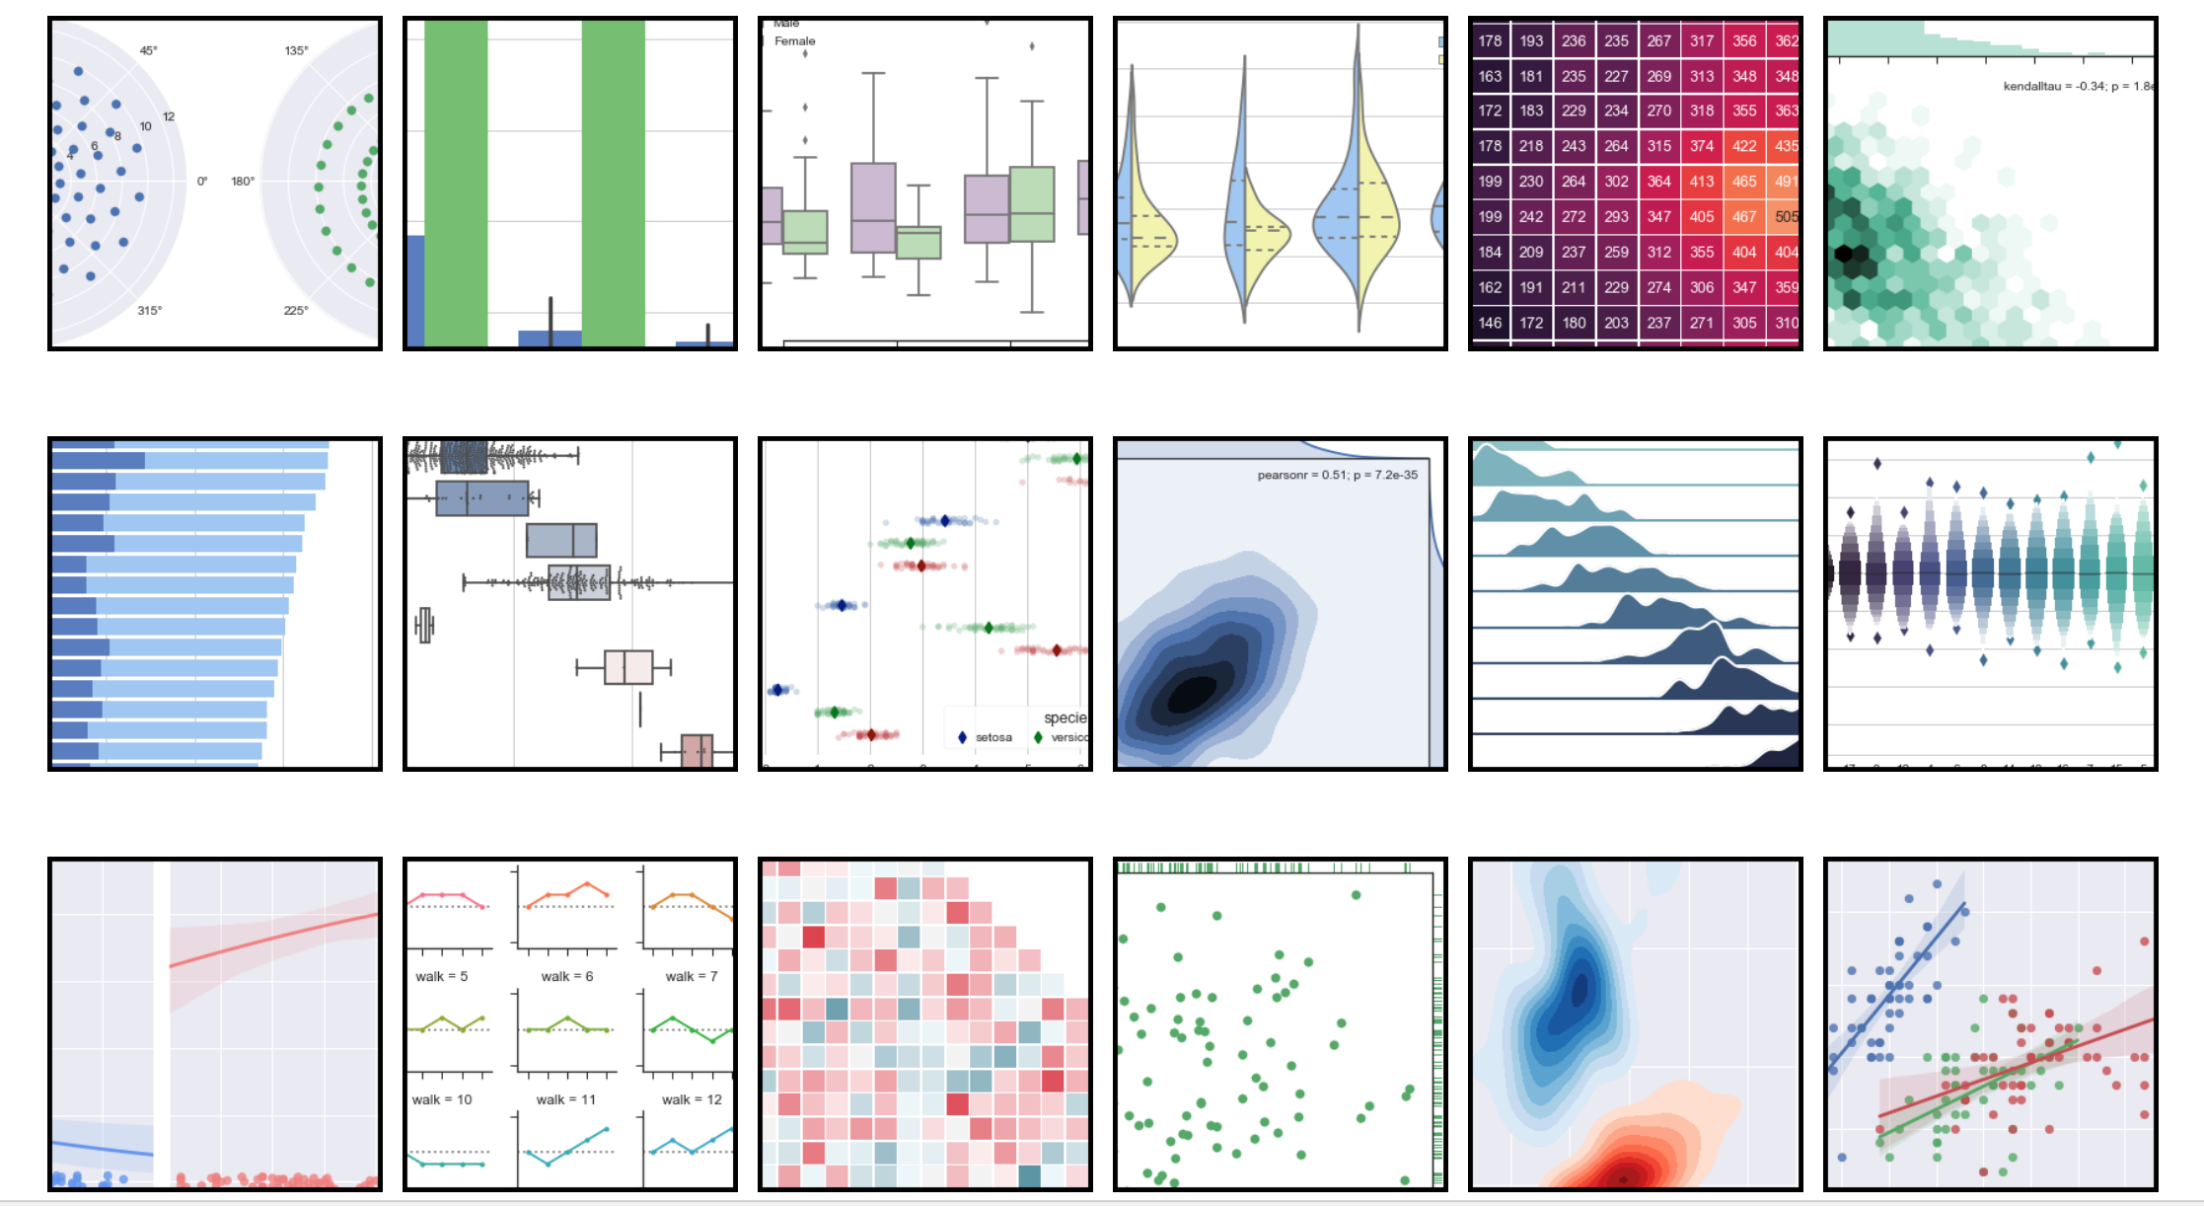 45° 135°
12
10
8
6
4
0° 180°
315° 225°
Male
Female
178 193 236 235 267 317 356 362
163 181 235 227 269 313 348 348
172 183 229 234 270 318 355 363
178 218 243 264 315 374 422 435
199 230 264 302 364 413 465 491
199 242 272 293 347 405 467 505
184 209 237 259 312 355 404 404
162 191 211 229 274 306 347 359
146 172 180 203 237 271 305 310
kendalltau = -0.34; p = 1.8e
specie
setosa versico
pearsonr = 0.51; p = 7.2e-35
walk = 5 walk = 6 walk = 7
walk = 10 walk = 11 walk = 12